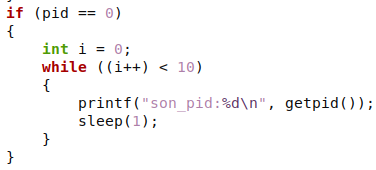 if (pid == 0)
{
    int i = 0;
    while ((i++) < 10)
    {
        printf("son_pid:%d\n", getpid());
        sleep(1);
    }
}